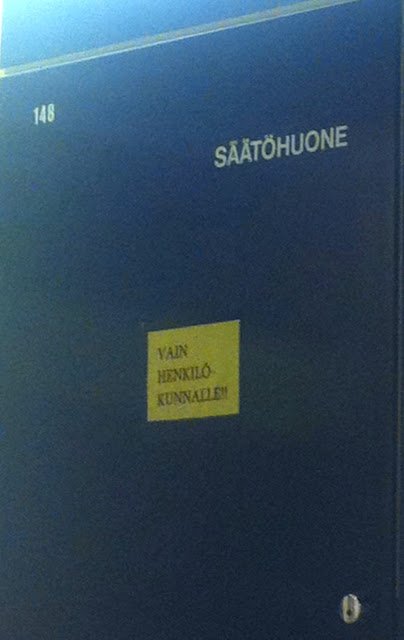 148
SÄÄTÖHUONE
VAIN
HENKILÖ-
KUNNALLE!!